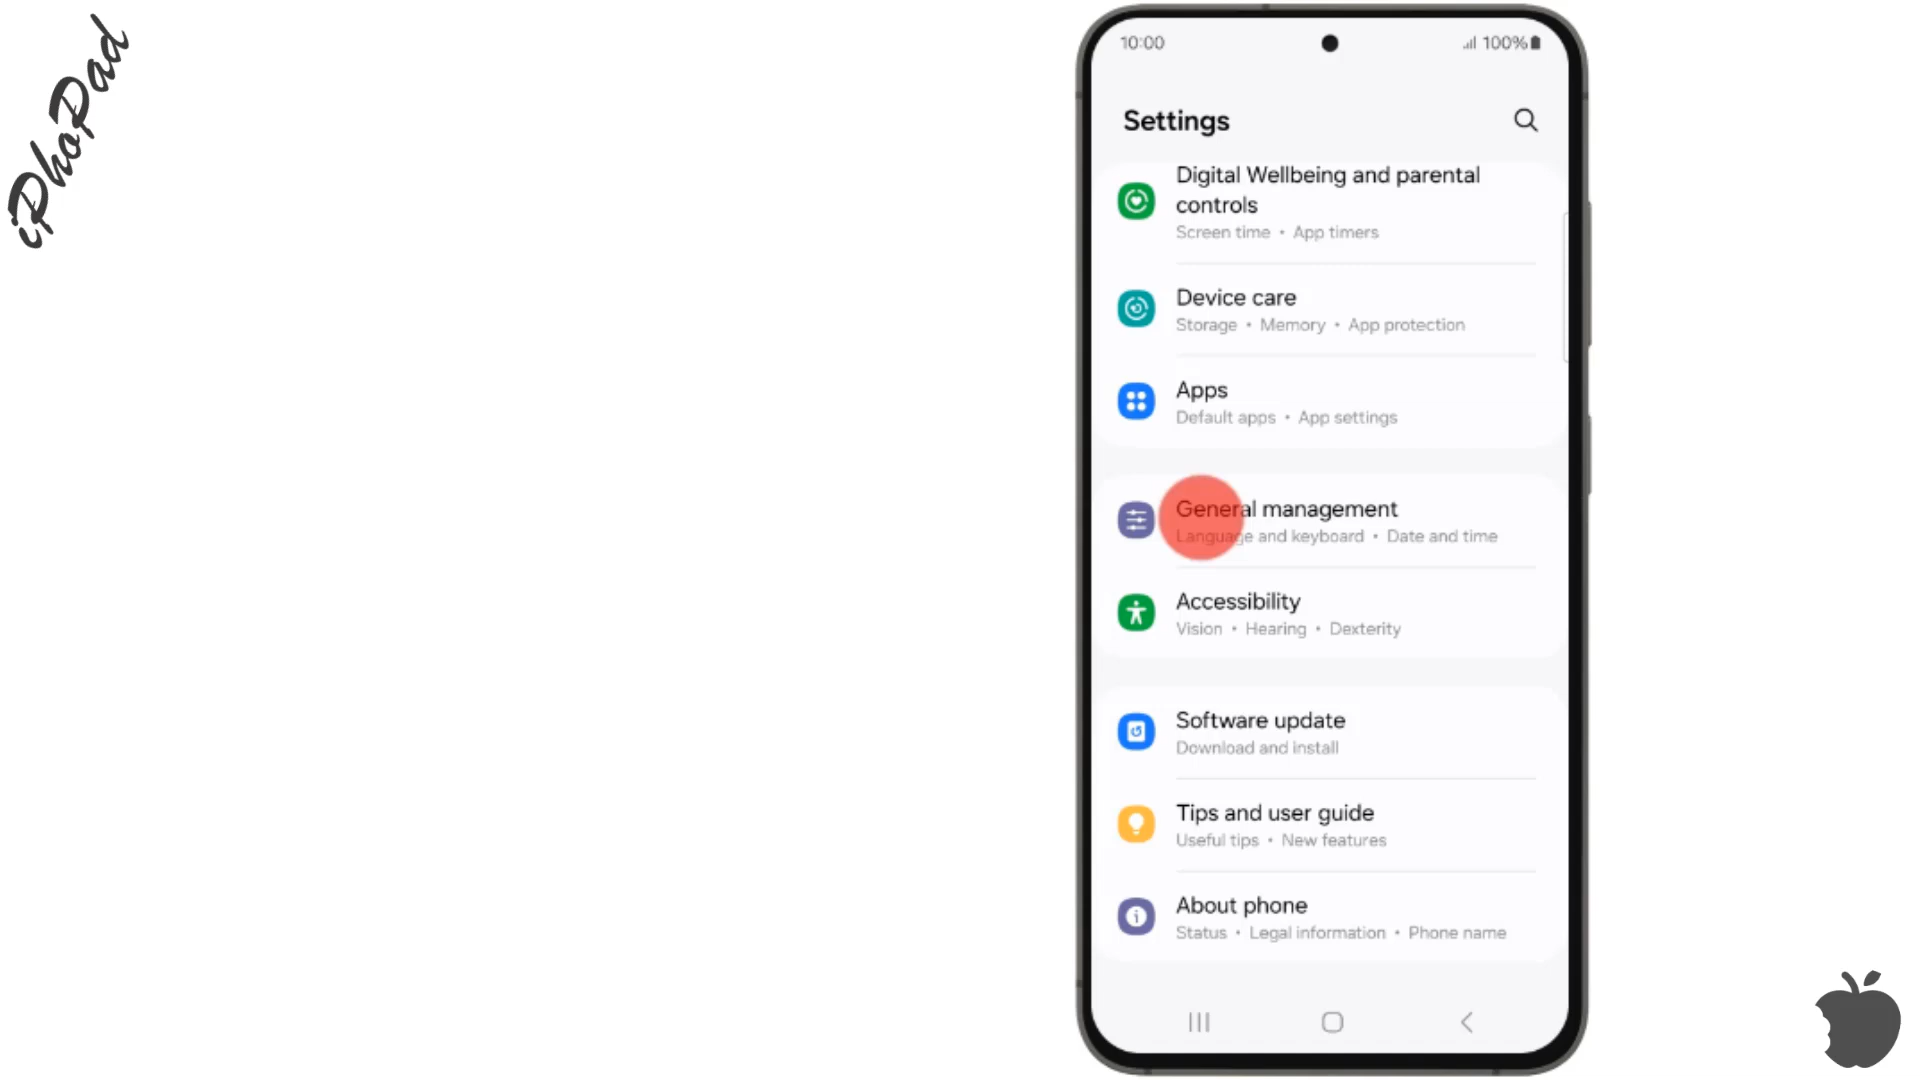 iPhoPad
10:00
100%
Settings
Digital Wellbeing and parental
controls
Screen time • App timers
Device care
Storage • Memory • App protection
Apps
Default apps • App settings
General management
Language and keyboard • Date and time
Accessibility
Vision • Hearing • Dexterity
Software update
Download and install
Tips and user guide
Useful tips • New features
About phone
Status • Legal information • Phone name